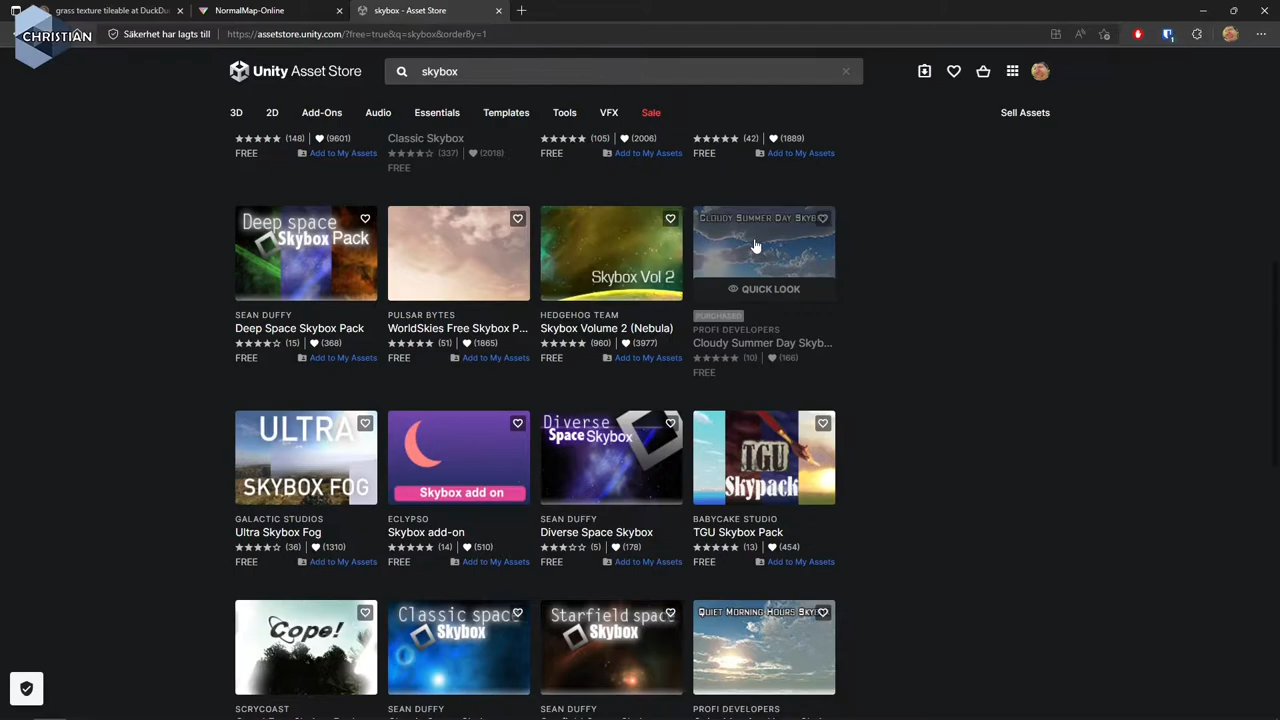 grass texture tileable at DuckDu
NormalMap-Online
skybox - Asset Store
CHRISTIAN
Säkerhet har lagts till
https://assetstore.unity.com/?free=true&q=skybox&orderBy=1
Unity Asset Store
skybox
3D 2D Add-Ons Audio Essentials Templates Tools VFX Sale Sell Assets
(148) (9601)
FREE Add to My Assets
Classic Skybox
(337) (2018)
FREE
(105) (2006)
FREE Add to My Assets
(42) (1889)
FREE Add to My Assets
Deep space
Skybox Pack
SEAN DUFFY
Deep Space Skybox Pack
(15) (368)
FREE Add to My Assets
PULSAR BYTES
WorldSkies Free Skybox P...
(51) (1865)
FREE Add to My Assets
Skybox Vol 2
HEDGEHOG TEAM
Skybox Volume 2 (Nebula)
(960) (3977)
FREE Add to My Assets
CLOUDY SUMMER DAY SKYB
QUICK LOOK
PURCHASED
PROFI DEVELOPERS
Cloudy Summer Day Skyb...
(10) (166)
FREE
ULTRA
SKYBOX FOG
GALACTIC STUDIOS
Ultra Skybox Fog
(36) (1310)
FREE Add to My Assets
Skybox add on
ECLYPSO
Skybox add-on
(14) (510)
FREE Add to My Assets
Diverse
Space Skybox
SEAN DUFFY
Diverse Space Skybox
(5) (178)
FREE Add to My Assets
TGU
Skypack
BABYCAKE STUDIO
TGU Skybox Pack
(13) (454)
FREE Add to My Assets
Cope!
SCRYCOAST
Classic space
Skybox
SEAN DUFFY
Starfield space
Skybox
SEAN DUFFY
QUIET MORNING HOURS SKY
PROFI DEVELOPERS